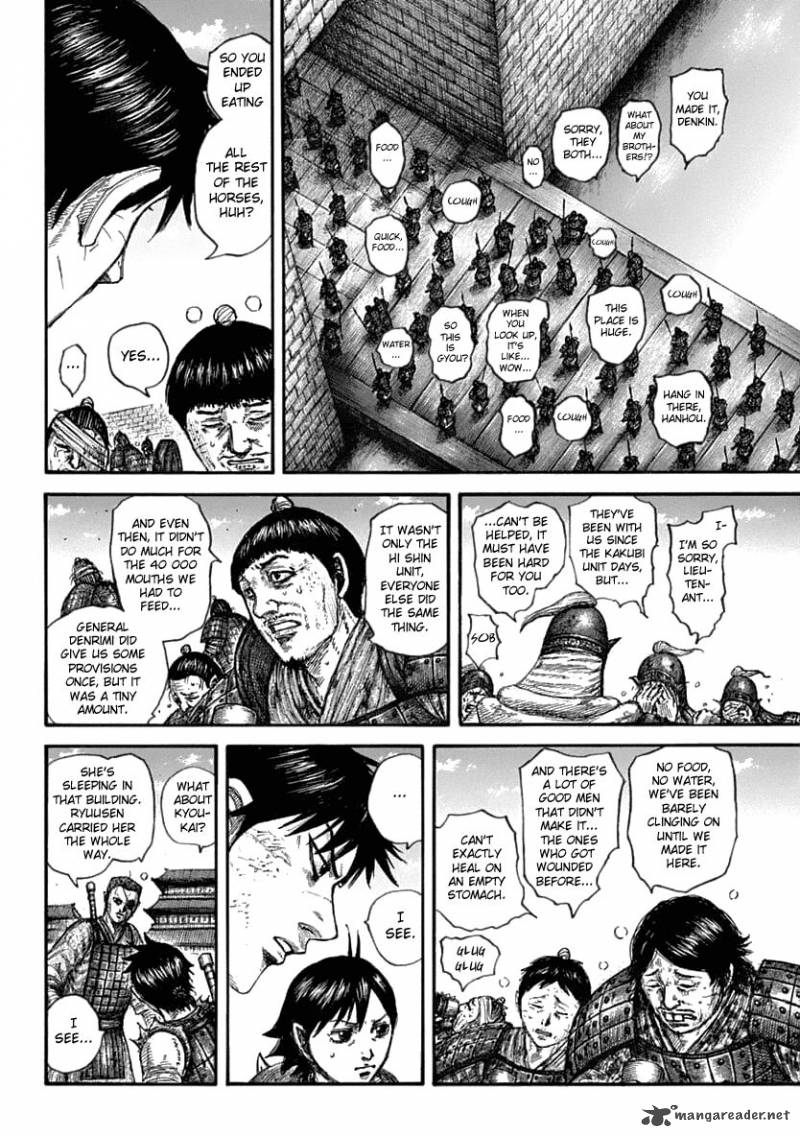 YOU
MADE IT,
DENKIN.
WHAT
ABOUT
MY
BROTH-
ERS!?
SORRY,
THEY
BOTH...
NO
...
FOOD
...
COUGH
QUICK,
FOOD...
COUGH
COUGH
THIS
PLACE IS
HUGE.
WHEN
YOU
LOOK UP,
IT'S
LIKE...
WOW...
SO
THIS
IS
GYOU?
WATER
...
HANG IN
THERE,
HANHOU.
COUGH
FOOD
...
SO YOU
ENDED
UP
EATING
ALL
THE REST
OF THE
HORSES,
HUH?
YES...
...
I-
I'M SO
SORRY,
LIEU-
TEN-
ANT...
THEY'VE
BEEN WITH
US SINCE
THE KAKUBI
UNIT DAYS,
BUT...
...CAN'T BE
HELPED, IT
MUST HAVE
BEEN HARD
FOR YOU
TOO.
SOB
IT WASN'T
ONLY THE
HI SHIN
UNIT,
EVERYONE
ELSE DID
THE SAME
THING.
AND EVEN
THEN, IT DIDN'T
DO MUCH FOR
THE 40 000
MOUTHS WE
HAD TO
FEED...
GENERAL
DENRIMI DID
GIVE US SOME
PROVISIONS
ONCE, BUT IT
WAS A TINY
AMOUNT.
NO FOOD,
NO WATER,
WE'VE BEEN
BARELY
CLINGING ON
UNTIL WE
MADE IT
HERE.
AND THERE'S
A LOT OF
GOOD MEN
THAT DIDN'T
MAKE IT...
THE ONES
WHO GOT
WOUNDED
BEFORE...
CAN'T
EXACTLY
HEAL ON
AN EMPTY
STOMACH.
GLUG
GLUG
...
I
SEE.
WHAT
ABOUT
KYOU-
KAI?
SHE'S
SLEEPING IN
THAT BUILDING.
RYUUSEN
CARRIED HER
THE WHOLE
WAY.
I
SEE...
mangareader.net